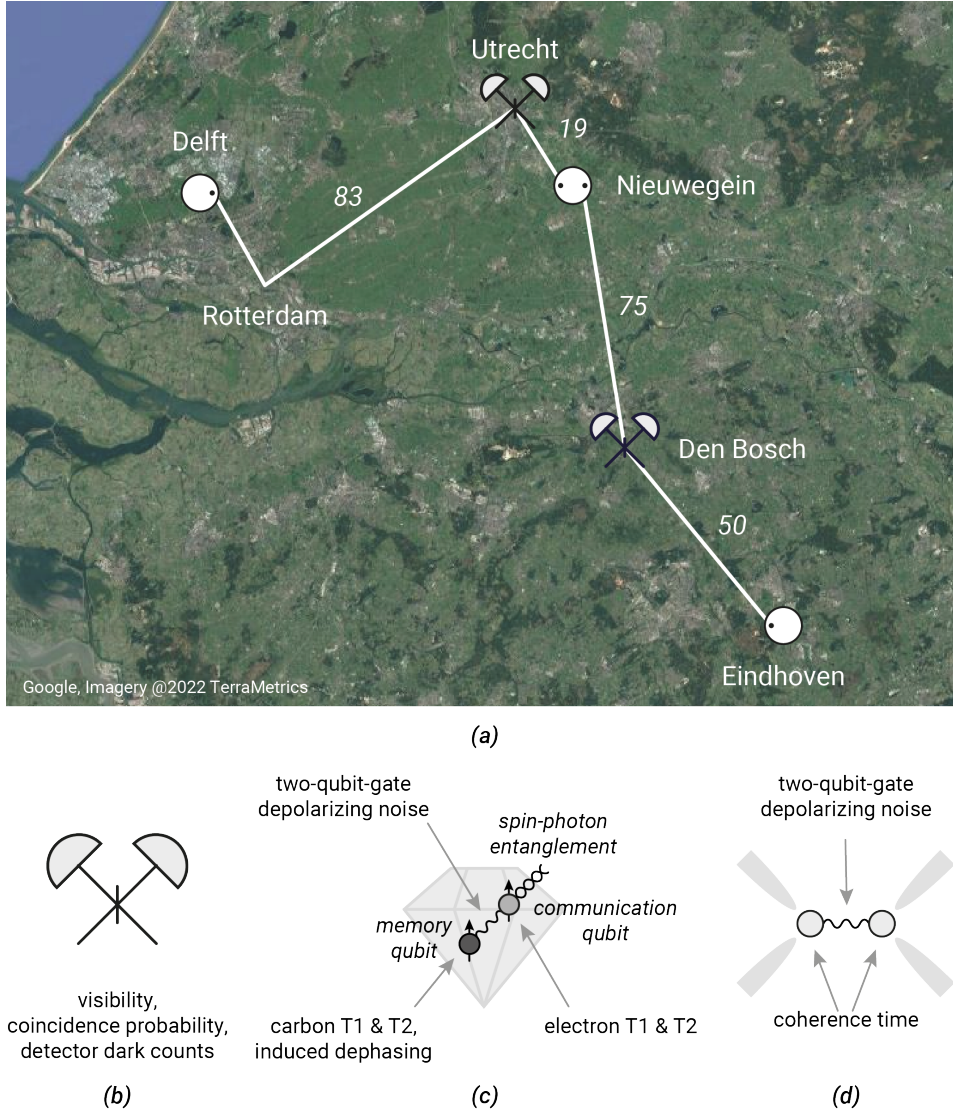 Utrecht
19
Delft
83
Nieuwegein
Rotterdam
75
Den Bosch
50
Eindhoven
Google, Imagery @2022 TerraMetrics
(a)
visibility,
coincidence probability,
detector dark counts
(b)
two-qubit-gate
depolarizing noise
spin-photon
entanglement
memory
qubit
communication
qubit
carbon T1 & T2,
induced dephasing
electron T1 & T2
(c)
two-qubit-gate
depolarizing noise
coherence time
(d)